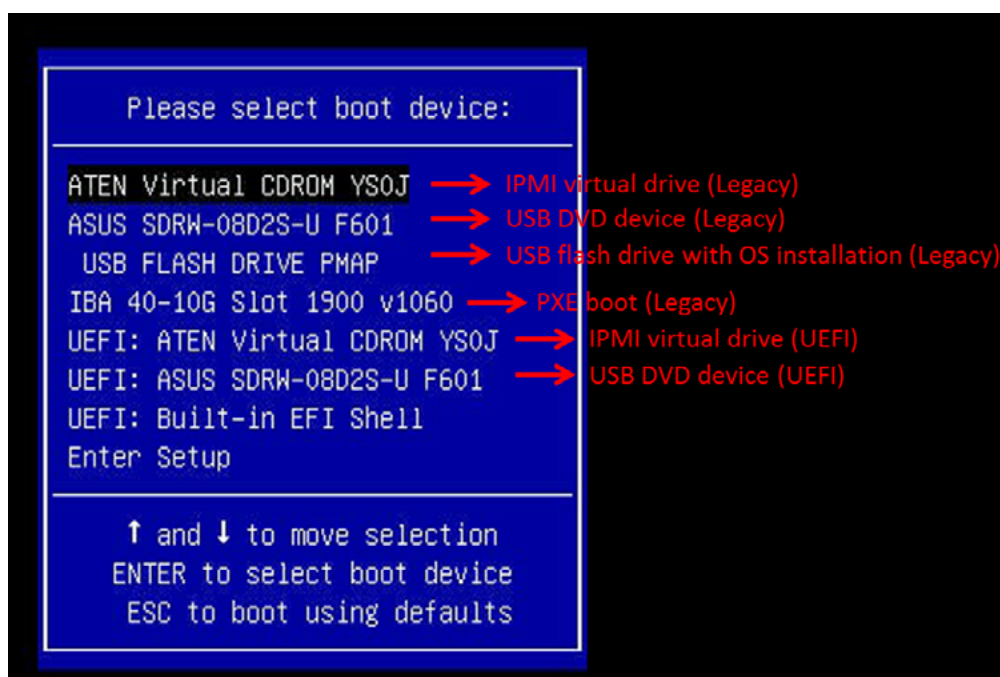 Please select boot device:
ATEN Virtual CDROM YS0J → IPMI virtual drive (Legacy)
ASUS SDRW-08D2S-U F601 → USB DVD device (Legacy)
USB FLASH DRIVE PMAP → USB flash drive with OS installation (Legacy)
IBA 40-10G Slot 1900 v1060 → PXE boot (Legacy)
UEFI: ATEN Virtual CDROM YS0J → IPMI virtual drive (UEFI)
UEFI: ASUS SDRW-08D2S-U F601 → USB DVD device (UEFI)
UEFI: Built-in EFI Shell
Enter Setup
↑ and ↓ to move selection
ENTER to select boot device
ESC to boot using defaults